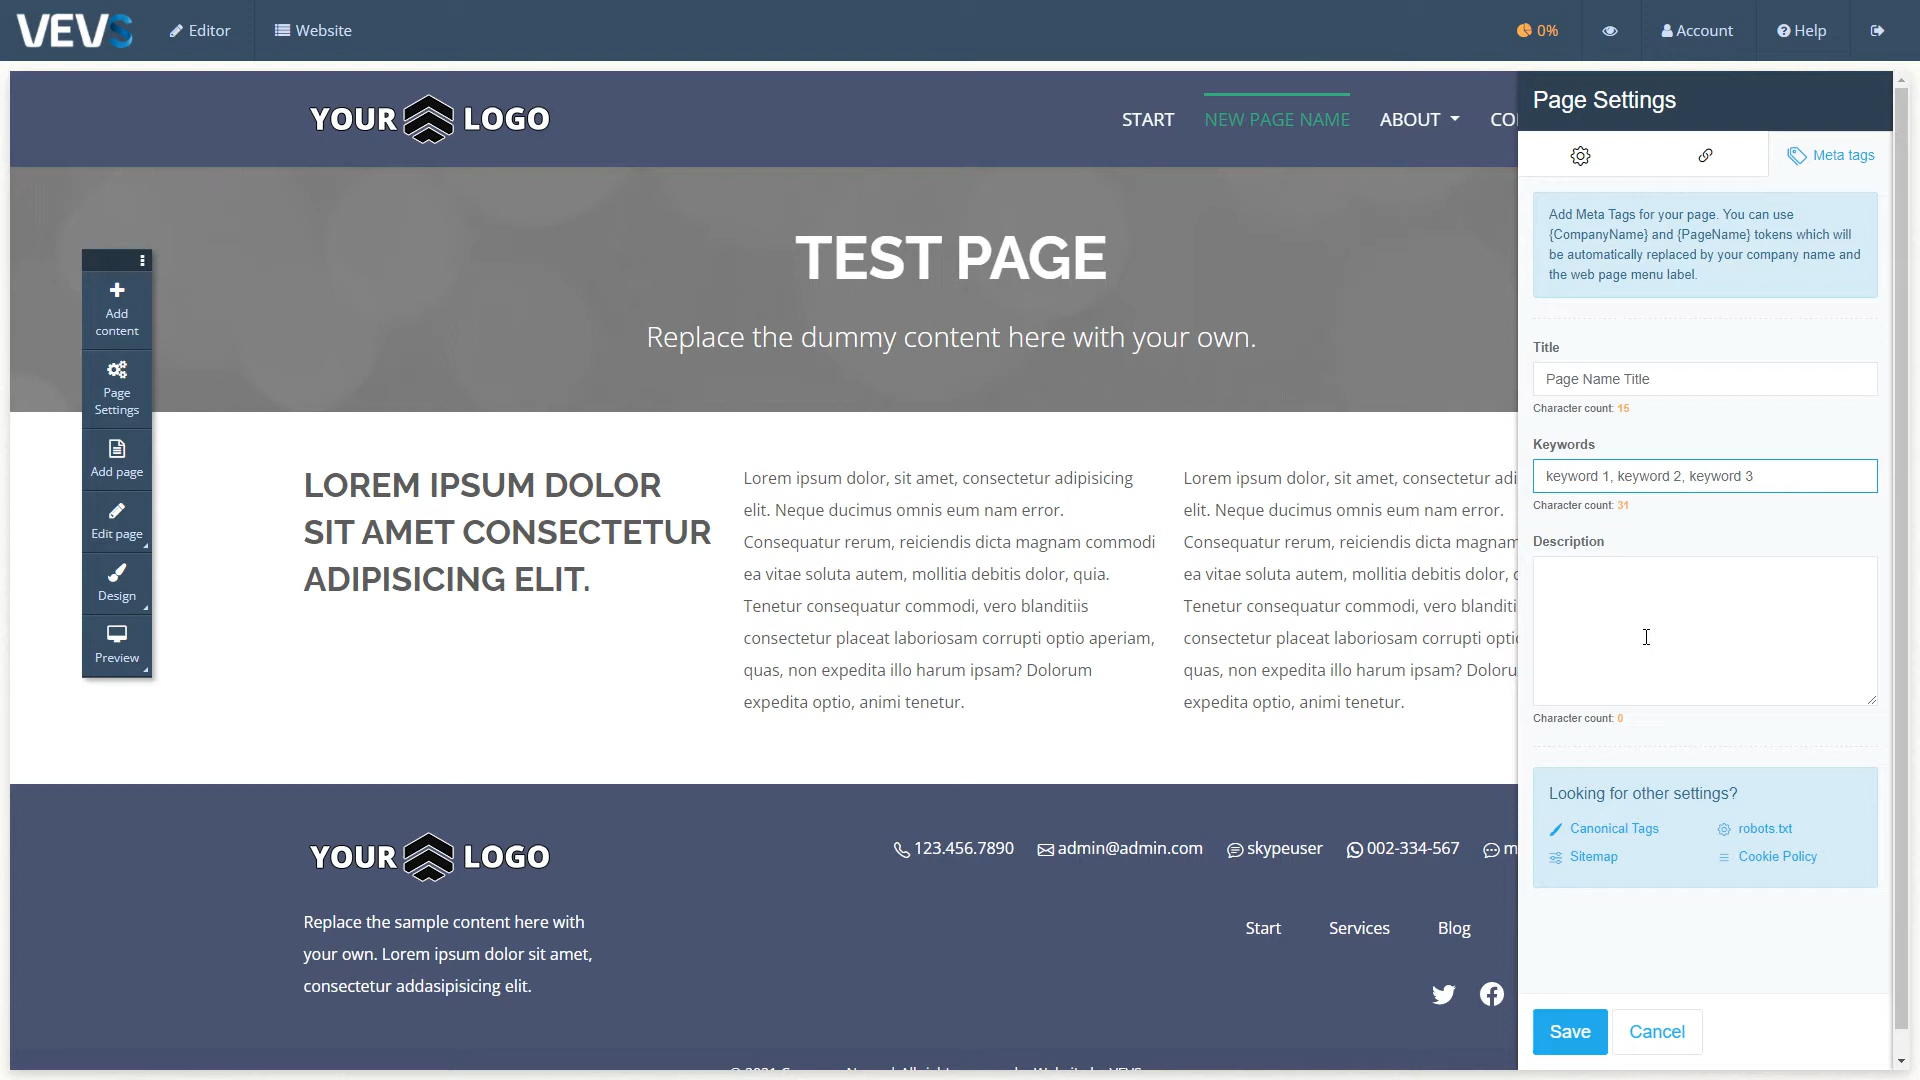 VEVS
Editor
Website
0%
Account
Help
YOUR LOGO
START
NEW PAGE NAME
ABOUT
TEST PAGE
Replace the dummy content here with your own.
Add
content
Page
Settings
Add page
Edit page
Design
Preview
LOREM IPSUM DOLOR
SIT AMET CONSECTETUR
ADIPISICING ELIT.
Lorem ipsum dolor, sit amet, consectetur adipisicing
elit. Neque ducimus omnis eum nam error.
Consequatur rerum, reiciendis dicta magnam commodi
ea vitae soluta autem, mollitia debitis dolor, quia.
Tenetur consequatur commodi, vero blanditiis
consectetur placeat laboriosam corrupti optio aperiam,
quas, non expedita illo harum ipsam? Dolorum
expedita optio, animi tenetur.
Lorem ipsum dolor, sit amet, consectetur adi
elit. Neque ducimus omnis eum nam error.
Consequatur rerum, reiciendis dicta magnam
ea vitae soluta autem, mollitia debitis dolor,
Tenetur consequatur commodi, vero blanditi
consectetur placeat laboriosam corrupti opti
quas, non expedita illo harum ipsam? Doloru
expedita optio, animi tenetur.
YOUR LOGO
Replace the sample content here with
your own. Lorem ipsum dolor sit amet,
consectetur addasipisicing elit.
123.456.7890
admin@admin.com
skypeuser
002-334-567
Start
Services
Blog
Page Settings
Meta tags
Add Meta Tags for your page. You can use
{CompanyName} and {PageName} tokens which will
be automatically replaced by your company name and
the web page menu label.
Title
Page Name Title
Character count: 15
Keywords
keyword 1, keyword 2, keyword 3
Character count: 31
Description
Character count: 0
Looking for other settings?
Canonical Tags
robots.txt
Sitemap
Cookie Policy
Save
Cancel